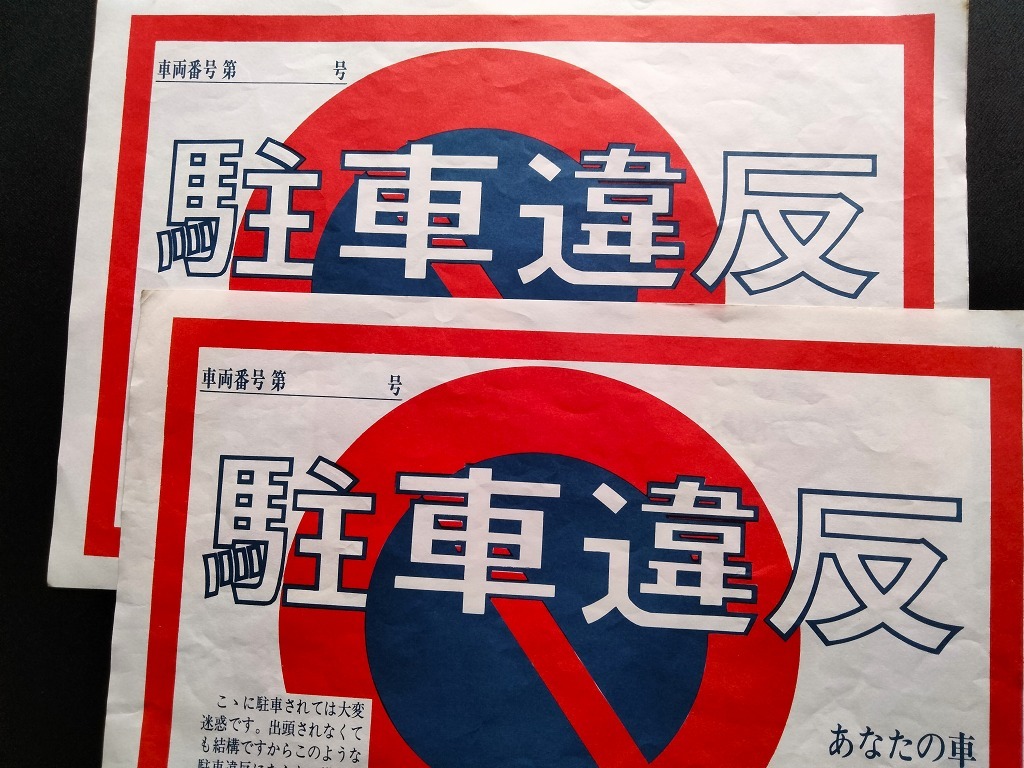 車両番号 第 号
駐車違反
車両番号 第 号
駐車違反
こゝに駐車されては大変
迷惑です。出頭されなくて
も結構ですからこのような
あなたの車